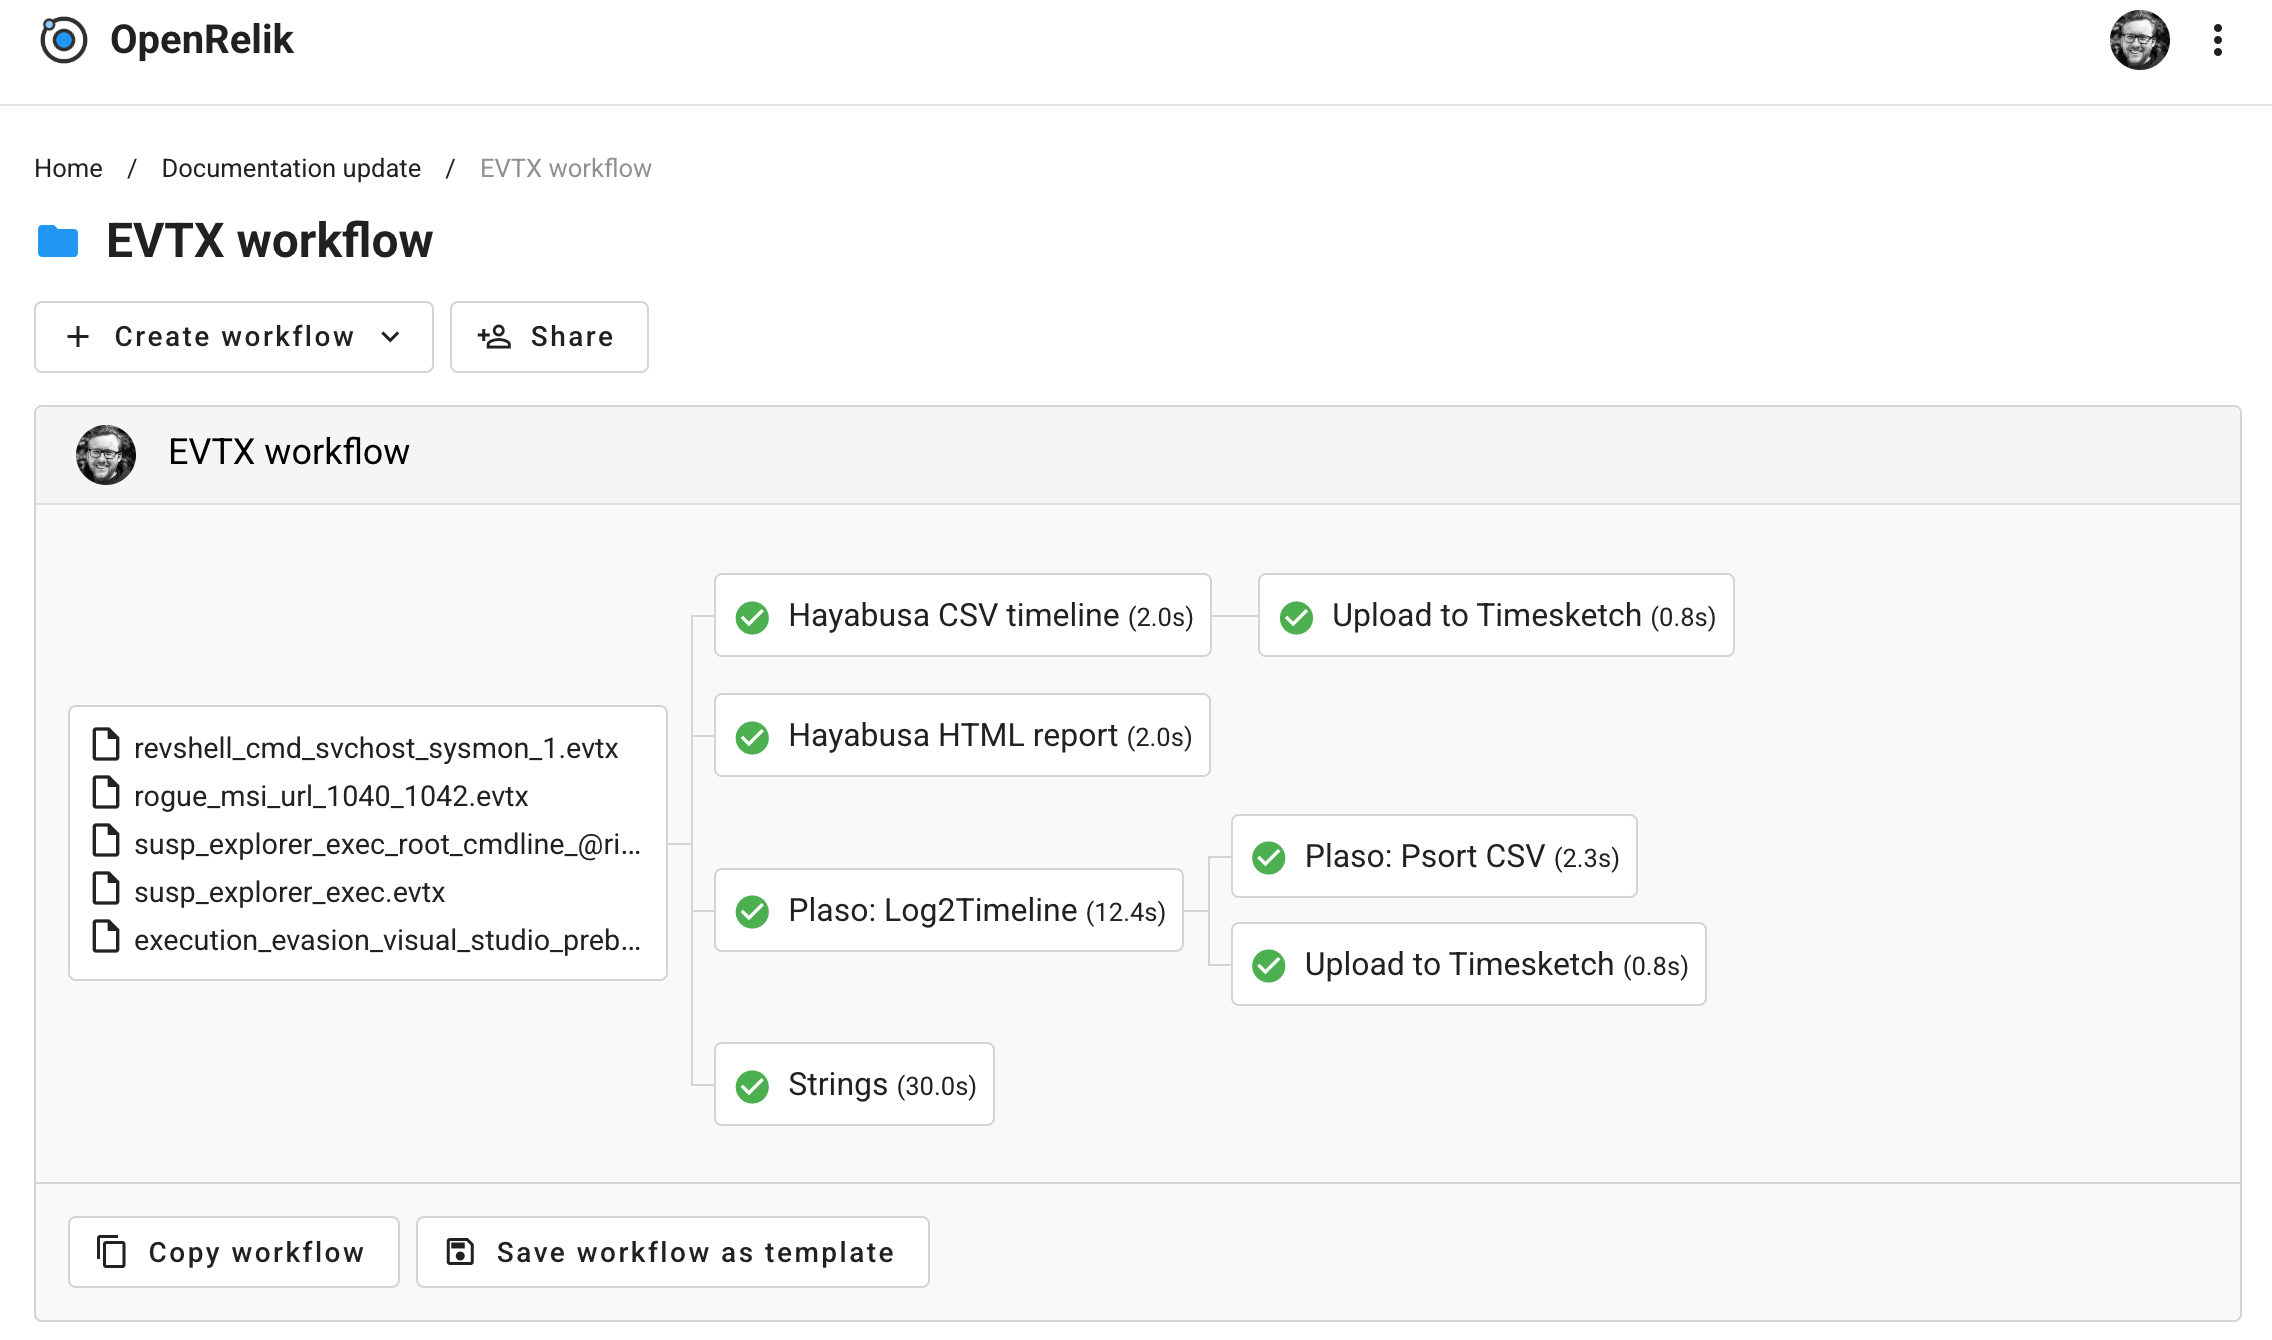 OpenRelik
Home / Documentation update / EVTX workflow
EVTX workflow
Create workflow
Share
EVTX workflow
revshell_cmd_svchost_sysmon_1.evtx
rogue_msi_url_1040_1042.evtx
susp_explorer_exec_root_cmdline_@ri...
susp_explorer_exec.evtx
execution_evasion_visual_studio_preb...
Hayabusa CSV timeline (2.0s)
Upload to Timesketch (0.8s)
Hayabusa HTML report (2.0s)
Plaso: Log2Timeline (12.4s)
Plaso: Psort CSV (2.3s)
Upload to Timesketch (0.8s)
Strings (30.0s)
Copy workflow
Save workflow as template